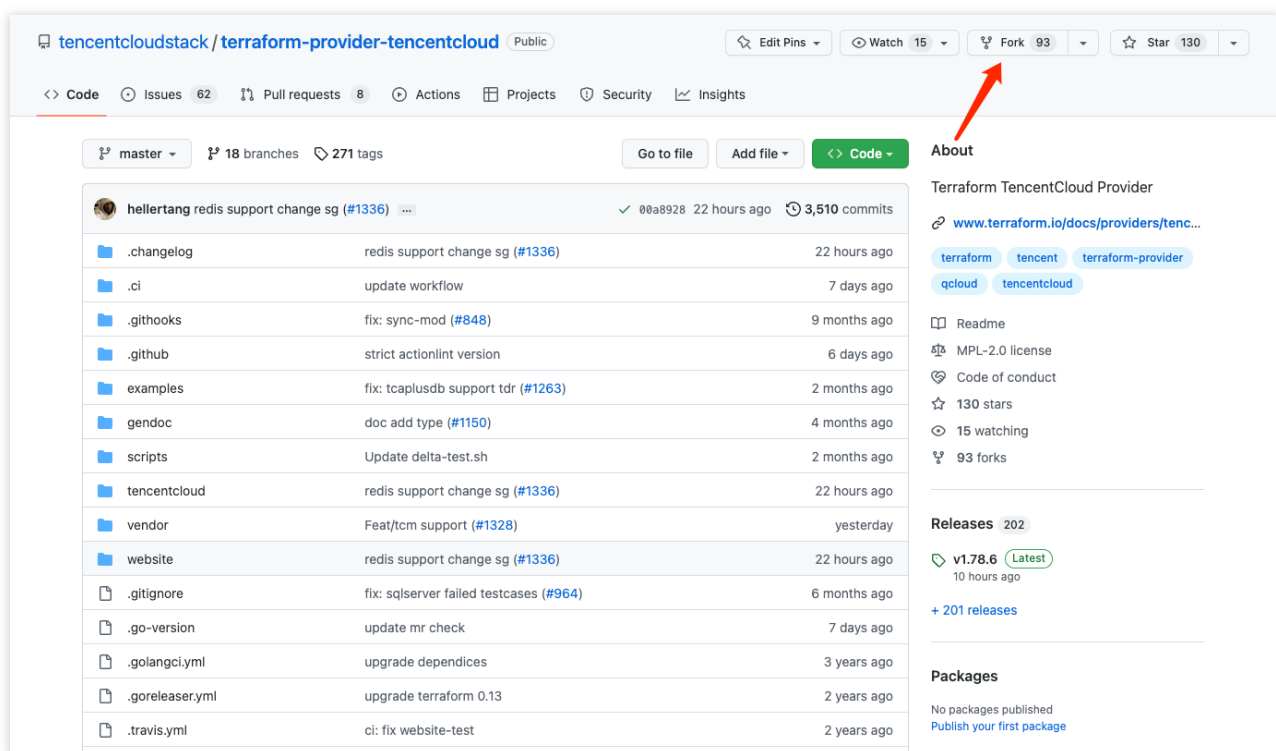 tencentcloudstack / terraform-provider-tencentcloud Public Edit Pins Watch 15 Fork 93 Star 130
Code Issues 62 Pull requests 8 Actions Projects Security Insights
master 18 branches 271 tags Go to file Add file Code
hellertang redis support change sg (#1336) ... 00a8928 22 hours ago 3,510 commits
.changelog redis support change sg (#1336) 22 hours ago
.ci update workflow 7 days ago
.githooks fix: sync-mod (#848) 9 months ago
.github strict actionlint version 6 days ago
examples fix: tcaplusdb support tdr (#1263) 2 months ago
gendoc doc add type (#1150) 4 months ago
scripts Update delta-test.sh 2 months ago
tencentcloud redis support change sg (#1336) 22 hours ago
vendor Feat/tcm support (#1328) yesterday
website redis support change sg (#1336) 22 hours ago
.gitignore fix: sqlserver failed testcases (#964) 6 months ago
.go-version update mr check 7 days ago
.golangci.yml upgrade dependices 3 years ago
.goreleaser.yml upgrade terraform 0.13 2 years ago
.travis.yml ci: fix website-test 2 years ago
About
Terraform TencentCloud Provider
www.terraform.io/docs/providers/tenc...
terraform tencent terraform-provider
qcloud tencentcloud
Readme
MPL-2.0 license
Code of conduct
130 stars
15 watching
93 forks
Releases 202
v1.78.6 Latest
10 hours ago
+ 201 releases
Packages
No packages published
Publish your first package